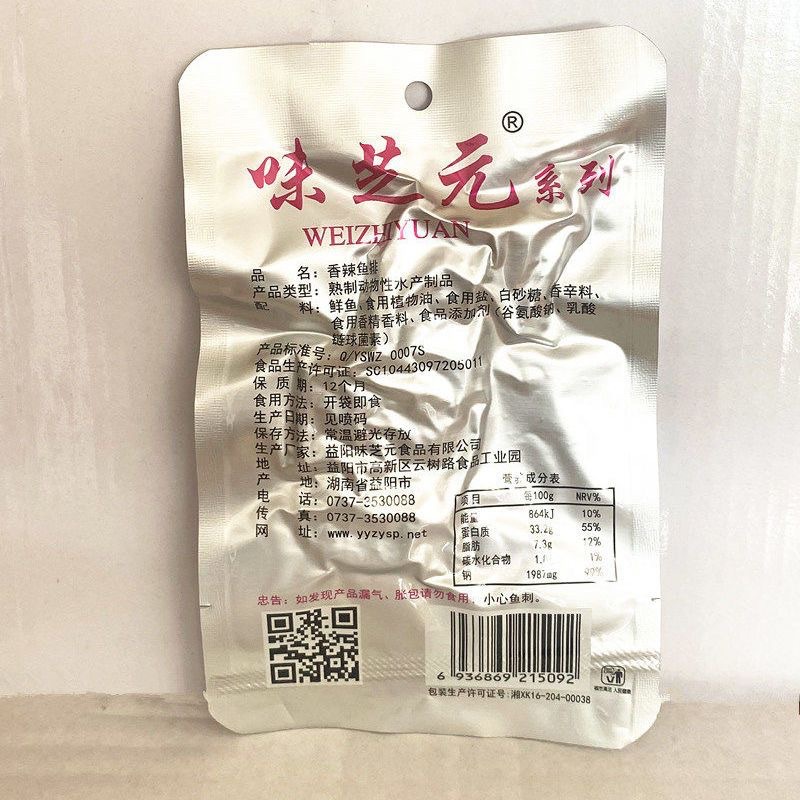 味芝元®系列
WEIZHIYUAN
品 名：香辣鱼排
产品类型：熟制动物性水产制品
配 料：鲜鱼、食用植物油、食用盐、白砂糖、香辛料、
食用香精香料、食品添加剂（谷氨酸钠、乳酸
链球菌素）
产品标准号：Q/YSWZ 0007S
食品生产许可证：SC10443097205011
保 质 期：12个月
食用方法：开袋即食
生产日期：见喷码
保存方法：常温避光存放
生产厂家：益阳味芝元食品有限公司
地 址：益阳市高新区云树路食品工业园
产 地：湖南省益阳市
电 话：0737-3530088
传 真：0737-3530088
网 址：www.yyzysp.net
营养成分表
项目 每100g NRV%
能量 864kJ 10%
蛋白质 33.2g 55%
脂肪 7.3g 12%
碳水化合物 1%
钠 1987mg
忠告：如发现产品漏气、胀包请勿食用，小心鱼刺。
6 936869 215092
包装生产许可证号：湘XK16-204-00038